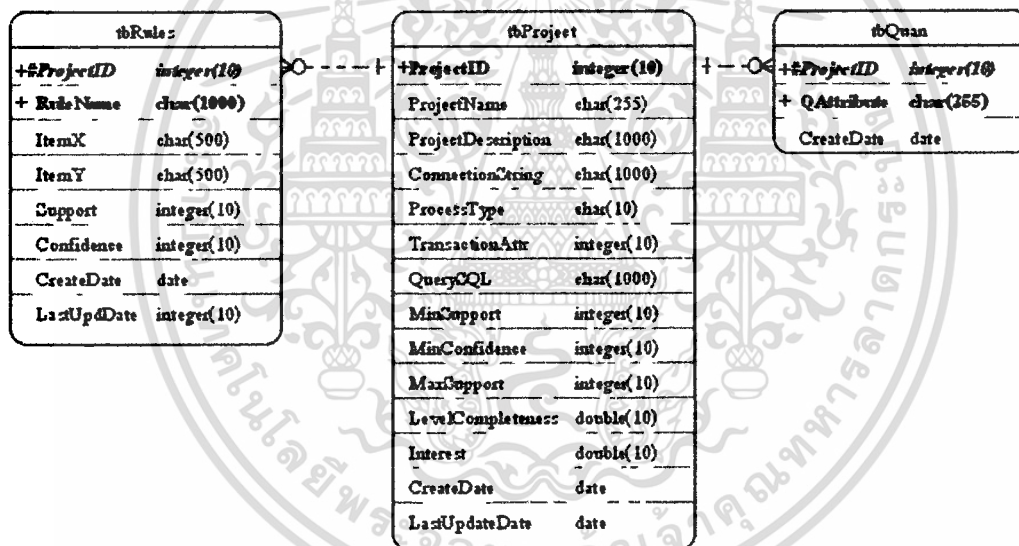 tbRules
+#ProjectID integer(10)
+ RuleName char(1000)
ItemX char(500)
ItemY char(500)
Support integer(10)
Confidence integer(10)
CreateDate date
LastUpdDate integer(10)
tbProject
+ProjectID integer(10)
ProjectName char(255)
ProjectDescription char(1000)
ConnectionString char(1000)
ProcessType char(10)
TransactionAttr integer(10)
QuerySQL char(1000)
MinSupport integer(10)
MinConfidence integer(10)
MaxSupport integer(10)
LevelCompleteness double(10)
Interest double(10)
CreateDate date
LastUpdateDate date
tbQuan
+#ProjectID integer(10)
+ QAttribute char(255)
CreateDate date